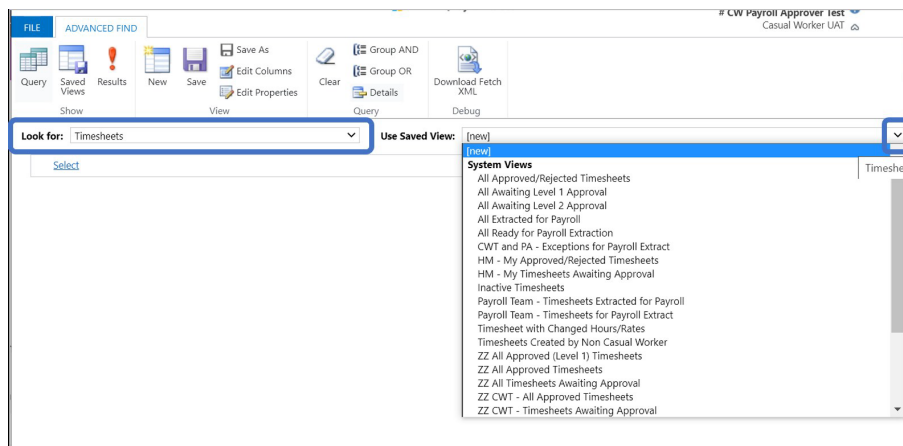 # CW Payroll Approver Test
Casual Worker UAT
FILE
ADVANCED FIND
Query
Saved Views
Results
New
Save
Save As
Edit Columns
Edit Properties
Clear
Group AND
Group OR
Details
Download Fetch XML
Show
View
Query
Debug
Look for: Timesheets
Use Saved View: [new]
Select
[new]
System Views
All Approved/Rejected Timesheets
All Awaiting Level 1 Approval
All Awaiting Level 2 Approval
All Extracted for Payroll
All Ready for Payroll Extraction
CWT and PA - Exceptions for Payroll Extract
HM - My Approved/Rejected Timesheets
HM - My Timesheets Awaiting Approval
Inactive Timesheets
Payroll Team - Timesheets Extracted for Payroll
Payroll Team - Timesheets for Payroll Extract
Timesheet with Changed Hours/Rates
Timesheets Created by Non Casual Worker
ZZ All Approved (Level 1) Timesheets
ZZ All Approved Timesheets
ZZ All Timesheets Awaiting Approval
ZZ CWT - All Approved Timesheets
ZZ CWT - Timesheets Awaiting Approval
Timeshe